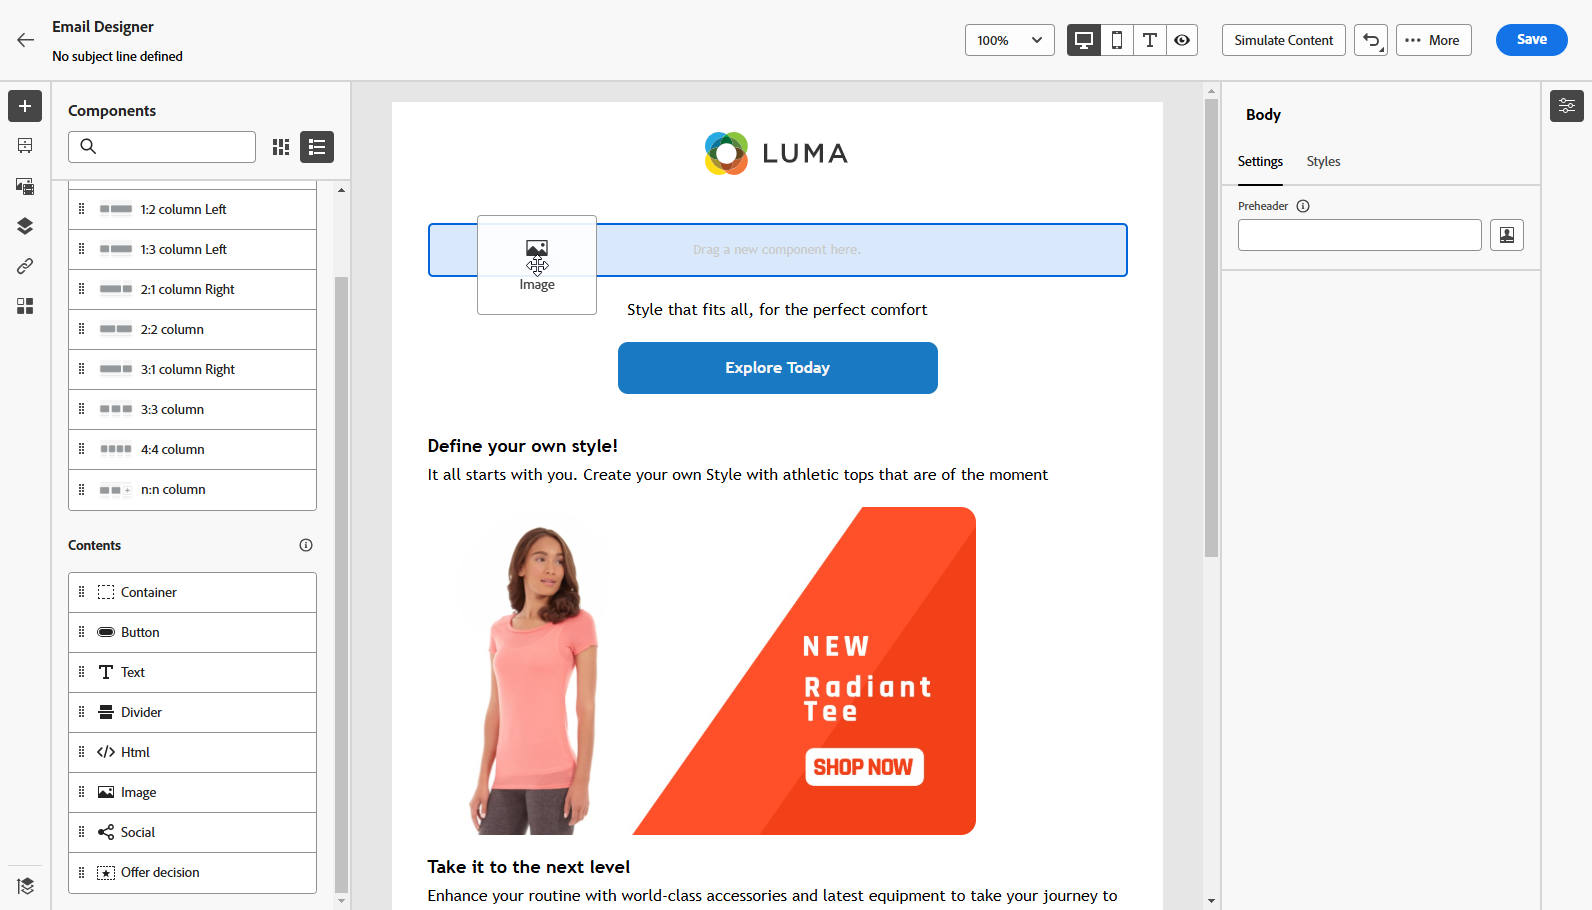 Email Designer
No subject line defined
100%
Simulate Content
More
Save
Components
1:2 column Left
1:3 column Left
2:1 column Right
2:2 column
3:1 column Right
3:3 column
4:4 column
n:n column
Contents
Container
Button
Text
Divider
Html
Image
Social
Offer decision
LUMA
Drag a new component here.
Image
Style that fits all, for the perfect comfort
Explore Today
Define your own style!
It all starts with you. Create your own Style with athletic tops that are of the moment
NEW
Radiant
Tee
SHOP NOW
Take it to the next level
Enhance your routine with world-class accessories and latest equipment to take your journey to
Body
Settings
Styles
Preheader